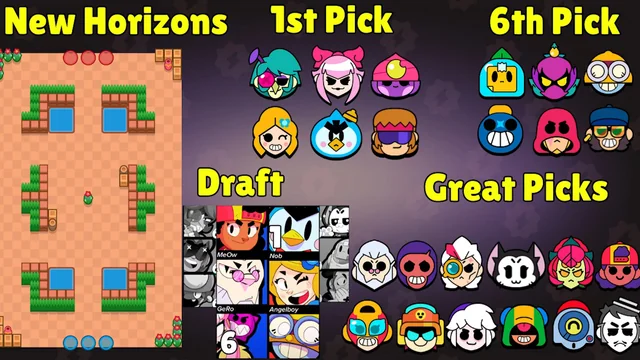 New Horizons
1st Pick
6th Pick
Draft
Great Picks
1
MeOw
Nob
GeRo
Angelboy
6